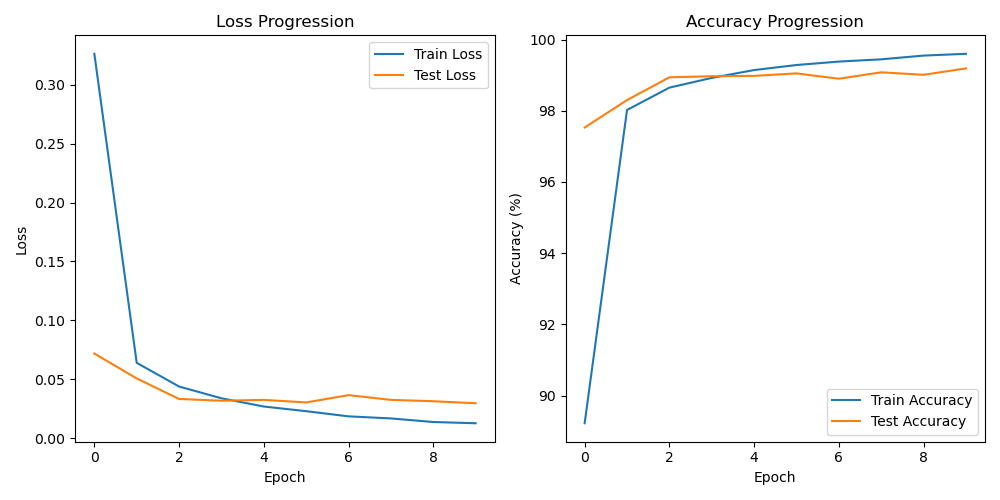 Loss Progression
Train Loss
Test Loss
0.30
0.25
0.20
0.15
0.10
0.05
0.00
Loss
0 2 4 6 8
Epoch
Accuracy Progression
100
98
96
94
92
90
Accuracy (%)
Train Accuracy
Test Accuracy
0 2 4 6 8
Epoch